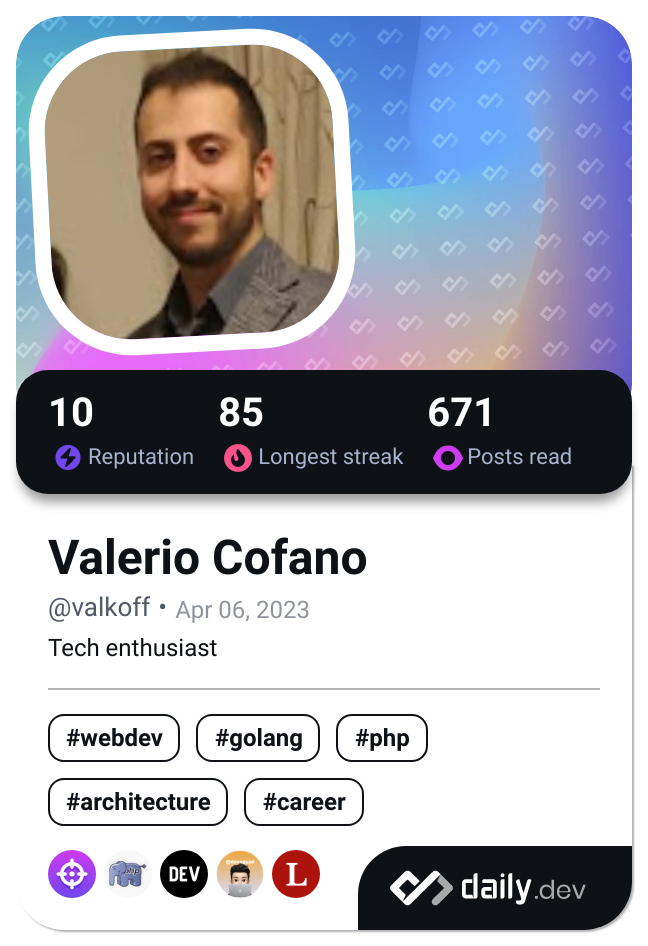 10 85 671
Reputation Longest streak Posts read
Valerio Cofano
@valkoff • Apr 06, 2023
Tech enthusiast
#webdev #golang #php
#architecture #career
php DEV L
daily.dev